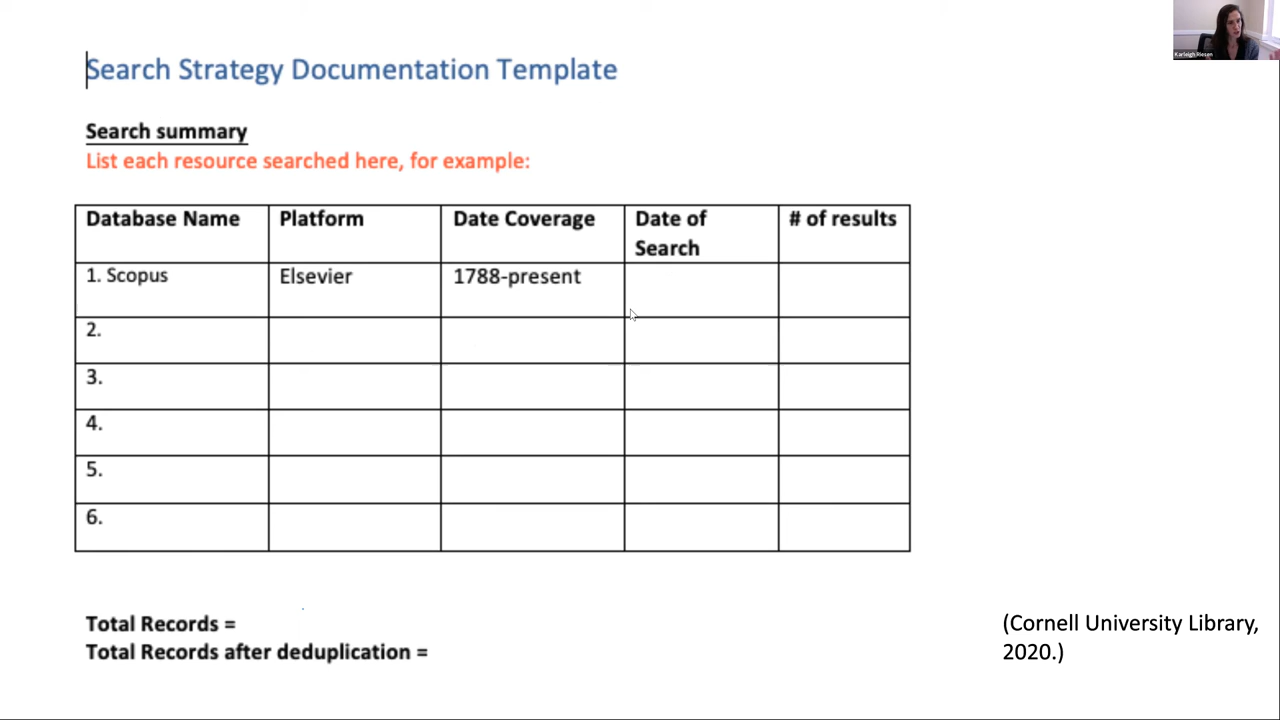 Karleigh Riesen
Search Strategy Documentation Template
Search summary
List each resource searched here, for example:
Database Name Platform Date Coverage Date of Search # of results
1. Scopus Elsevier 1788-present
2.
3.
4.
5.
6.
Total Records =
Total Records after deduplication =
(Cornell University Library,
2020.)